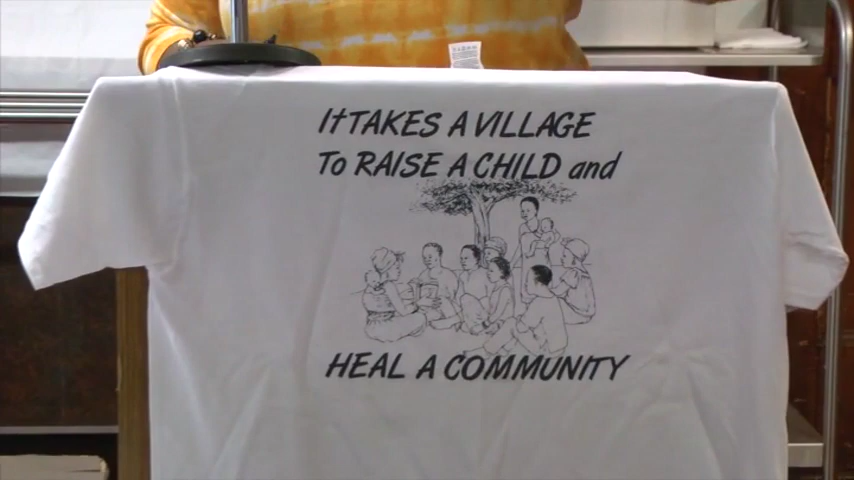 It TAKES A VILLAGE
To RAISE A CHILD and
HEAL A COMMUNITY